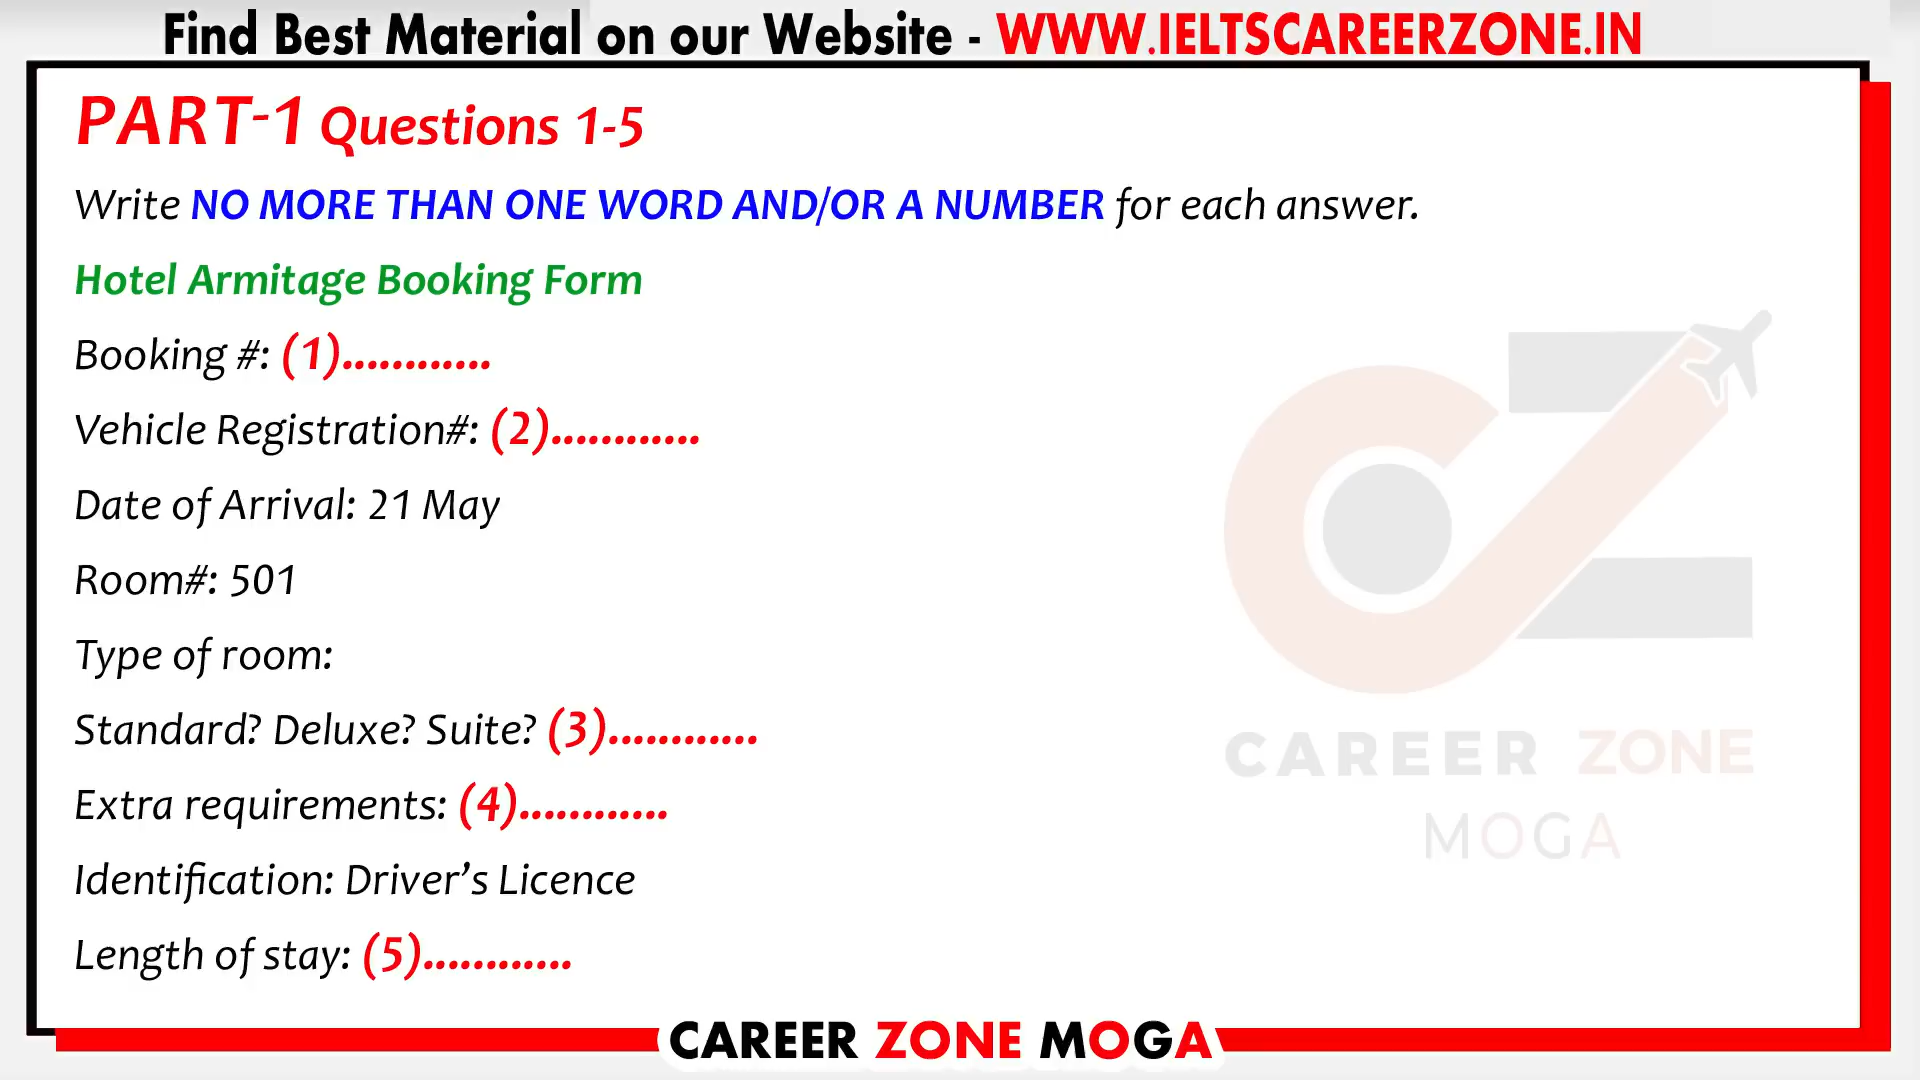 Find Best Material on our Website - WWW.IELTSCAREERZONE.IN
PART-1 Questions 1-5
Write NO MORE THAN ONE WORD AND/OR A NUMBER for each answer.
Hotel Armitage Booking Form
Booking #: (1)............
Vehicle Registration#: (2)............
Date of Arrival: 21 May
Room#: 501
Type of room:
Standard? Deluxe? Suite? (3)............
Extra requirements: (4)............
Identification: Driver’s Licence
Length of stay: (5)............
CAREER ZONE
MOGA
CAREER ZONE MOGA